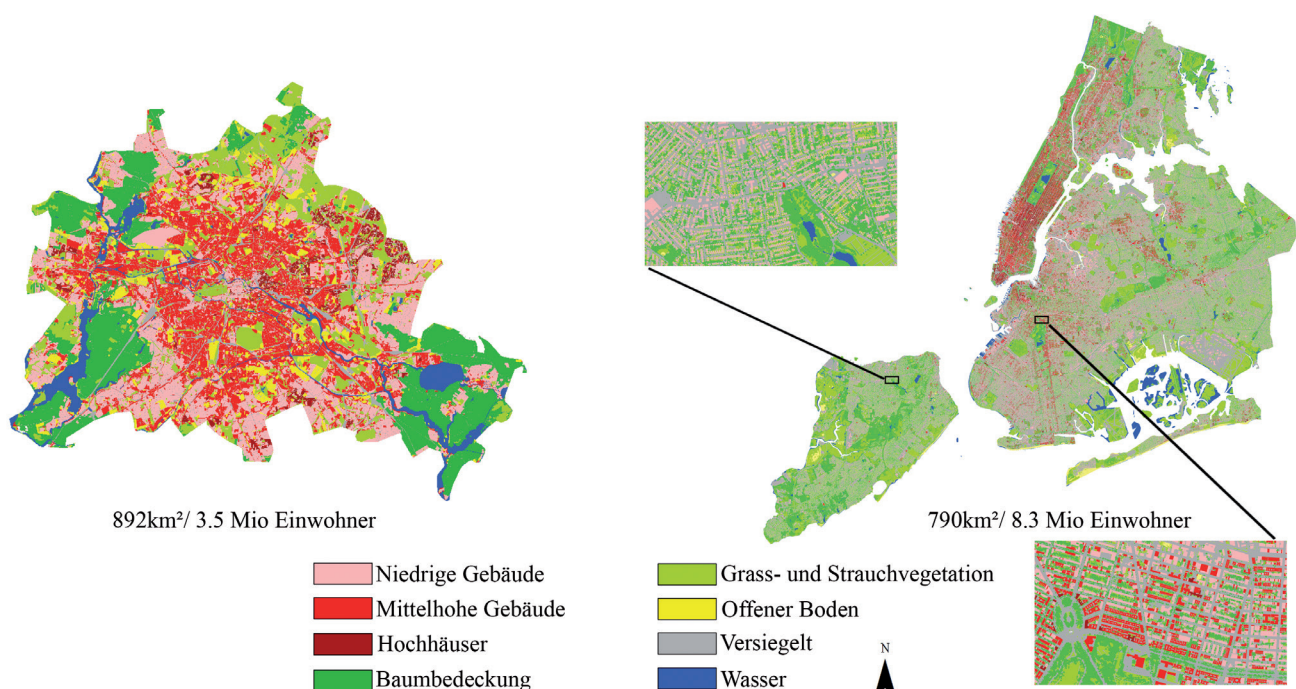 892km²/ 3.5 Mio Einwohner
790km²/ 8.3 Mio Einwohner
Niedrige Gebäude
Mittelhohe Gebäude
Hochhäuser
Baumbedeckung
Grass- und Strauchvegetation
Offener Boden
Versiegelt
Wasser
N